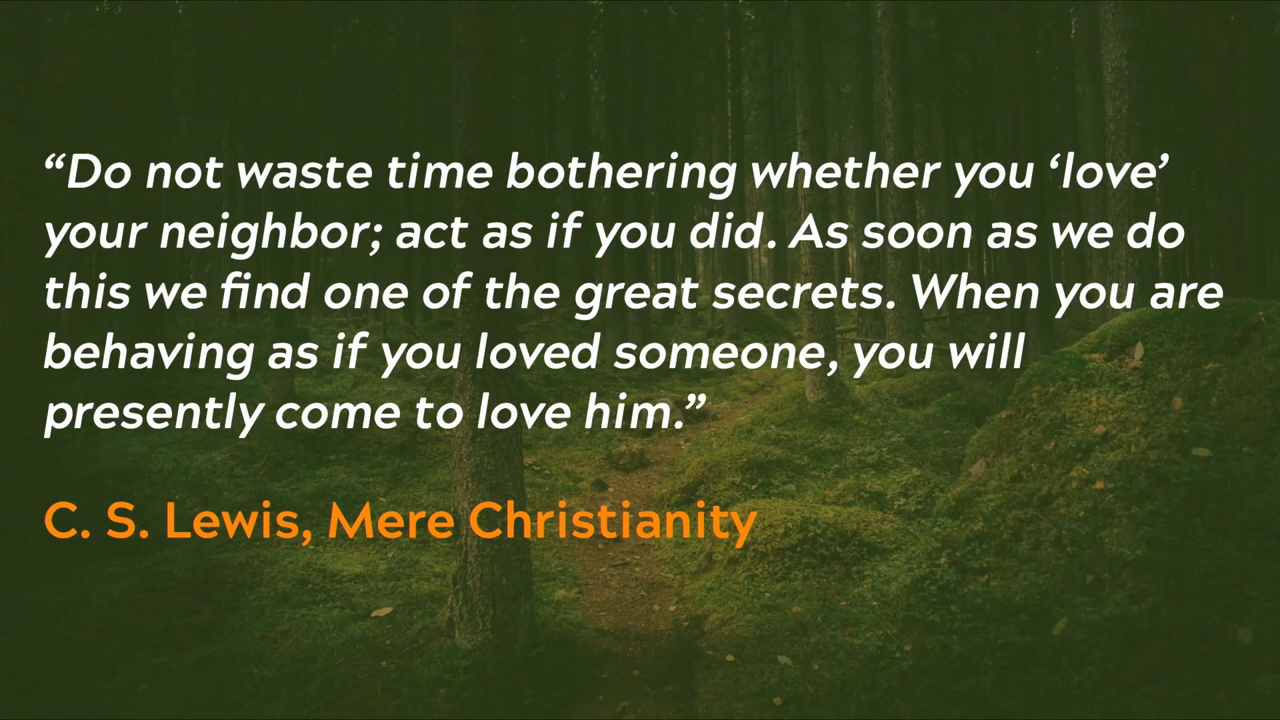 “Do not waste time bothering whether you ‘love’
your neighbor; act as if you did. As soon as we do
this we find one of the great secrets. When you are
behaving as if you loved someone, you will
presently come to love him.”
C. S. Lewis, Mere Christianity